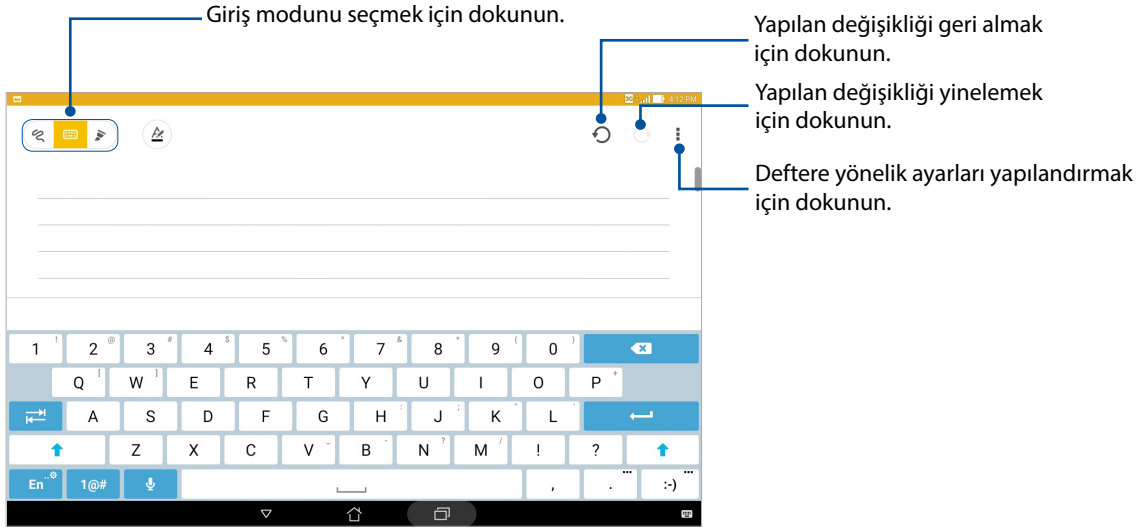 Giriş modunu seçmek için dokunun.
Yapılan değişikliği geri almak
için dokunun.
Yapılan değişikliği yinelemek
için dokunun.
Deftere yönelik ayarları yapılandırmak
için dokunun.
3G 4:12 PM
1 ! 2 @ 3 # 4 $ 5 % 6 ^ 7 & 8 * 9 ( 0 )
Q [ W ] E R T Y U I O P +
A S D F G H : J ; K " L '
Z X C V ~ B - N ? M / ! ?
En 1@# , . ... :-) ...